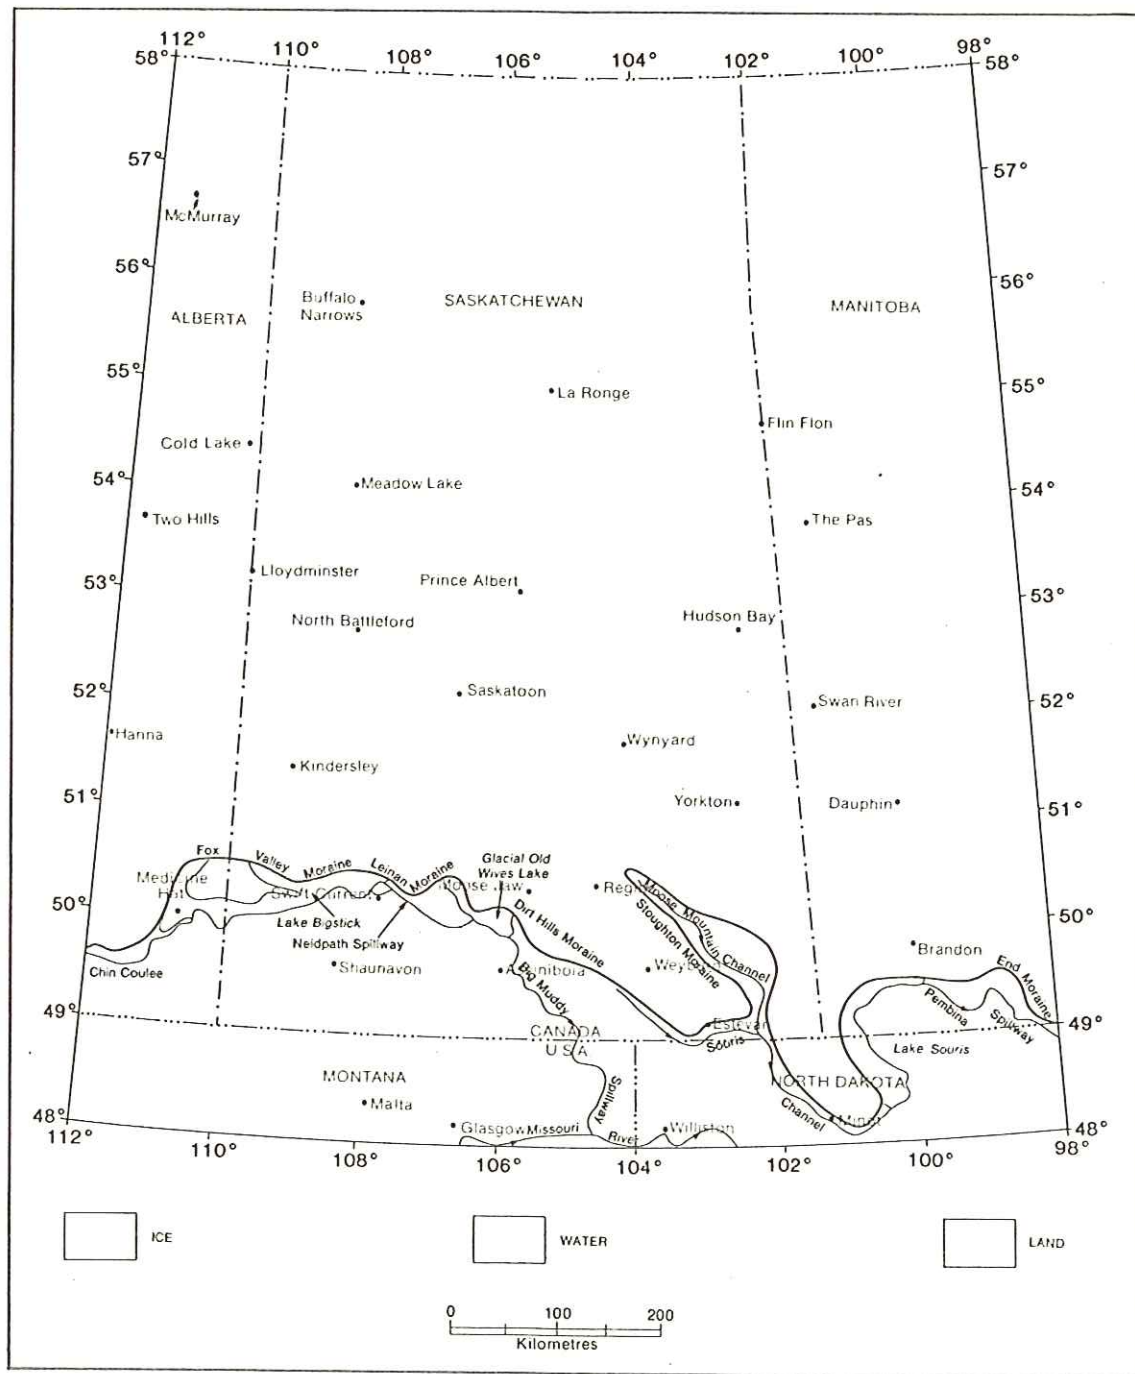 112° 110° 108° 106° 104° 102° 100° 98°
58° 58°
57° 57°
McMurray
56° 56°
Buffalo
Narrows
SASKATCHEWAN
MANITOBA
ALBERTA
55° 55°
La Ronge
Flin Flon
Cold Lake
54° Meadow Lake 54°
Two Hills
The Pas
Lloydminster
53° Prince Albert 53°
North Battleford
Hudson Bay
52° Saskatoon 52°
Swan River
Hanna
Wynyard
Kindersley
51° Yorkton Dauphin 51°
Fox Valley Moraine Leinan Moraine
Glacial Old
Wives Lake
Medicine
Hat
Swift Current
Moose Jaw
50° 50°
Lake Bigstick
Neidpath Spillway
Dirt Hills Moraine
Moose Mountain Channel
Stoughton Moraine
Brandon
End Moraine
Chin Coulee
Shaunavon
Big Muddy
Pembina Spillway
49° Estevan 49°
CANADA
USA
Souris
Lake Souris
MONTANA
NORTH DAKOTA
Malta
Spillway
Channel
Minot
48° Glasgow Missouri River Williston 48°
112° 110° 108° 106° 104° 102° 100° 98°
ICE WATER LAND
0 100 200
Kilometres